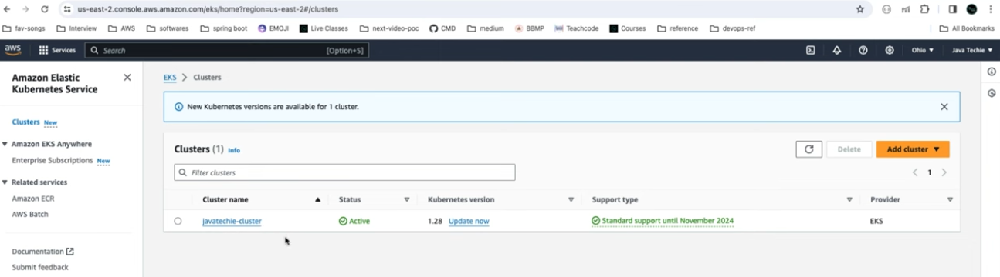 us-east-2.console.aws.amazon.com/eks/home?region=us-east-2#/clusters
fav-songs Interview AWS softwares spring boot EMOJI Live Classes next-video-poc CMD medium BBMP Teachcode Courses reference devops-ref All Bookmarks
aws Services Search [Option+S] Ohio Java Techie
Amazon Elastic
Kubernetes Service
Clusters New
Amazon EKS Anywhere
Enterprise Subscriptions New
Related services
Amazon ECR
AWS Batch
Documentation
Submit feedback
EKS > Clusters
New Kubernetes versions are available for 1 cluster.
Clusters (1) Info Delete Add cluster
Filter clusters 1
Cluster name Status Kubernetes version Support type Provider
javatechie-cluster Active 1.28 Update now Standard support until November 2024 EKS